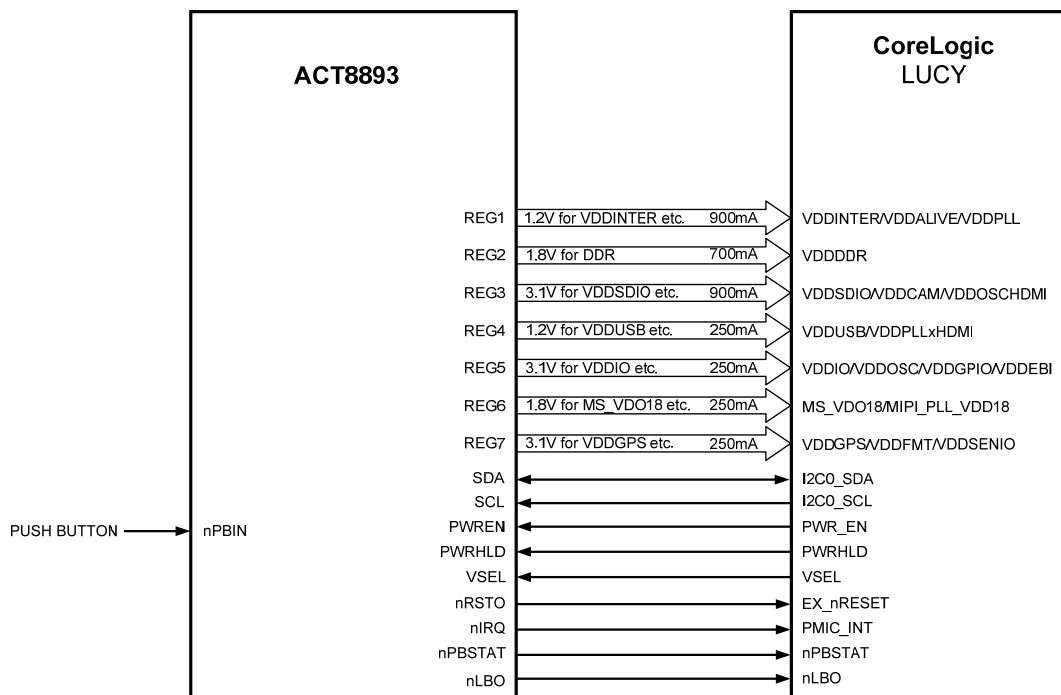 ACT8893
CoreLogic
LUCY
REG1 1.2V for VDDINTER etc. 900mA VDDINTER/VDDALIVE/VDDPLL
REG2 1.8V for DDR 700mA VDDDDR
REG3 3.1V for VDDSDIO etc. 900mA VDDSDIO/VDDCAM/VDDOSCHDMI
REG4 1.2V for VDDUSB etc. 250mA VDDUSB/VDDPLLxHDMI
REG5 3.1V for VDDIO etc. 250mA VDDIO/VDDOSC/VDDGPIO/VDDEBI
REG6 1.8V for MS_VDO18 etc. 250mA MS_VDO18/MIPI_PLL_VDD18
REG7 3.1V for VDDGPS etc. 250mA VDDGPS/VDDFMT/VDDSENIO
SDA I2C0_SDA
SCL I2C0_SCL
PUSH BUTTON nPBIN PWREN PWR_EN
PWRHLD PWRHLD
VSEL VSEL
nRSTO EX_nRESET
nIRQ PMIC_INT
nPBSTAT nPBSTAT
nLBO nLBO